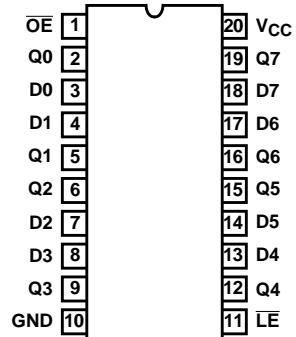 O̅E̅ 1 20 VCC
Q0 2 19 Q7
D0 3 18 D7
D1 4 17 D6
Q1 5 16 Q6
Q2 6 15 Q5
D2 7 14 D5
D3 8 13 D4
Q3 9 12 Q4
GND 10 11 L̅E̅